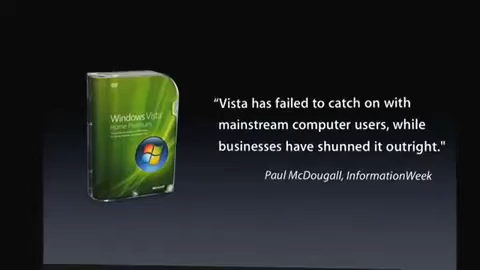 Windows Vista
Home Premium
“Vista has failed to catch on with
mainstream computer users, while
businesses have shunned it outright."
Paul McDougall, InformationWeek
Microsoft